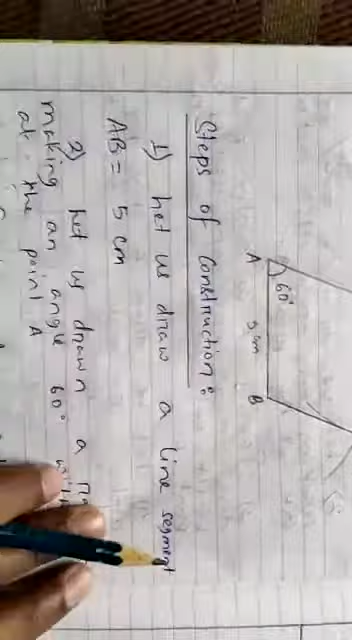 A
60°
5 cm
B
Steps of Construction:
1) Let us draw a line segment
AB = 5 cm
2) Let us drawn a
making an angle 60°
at the point A